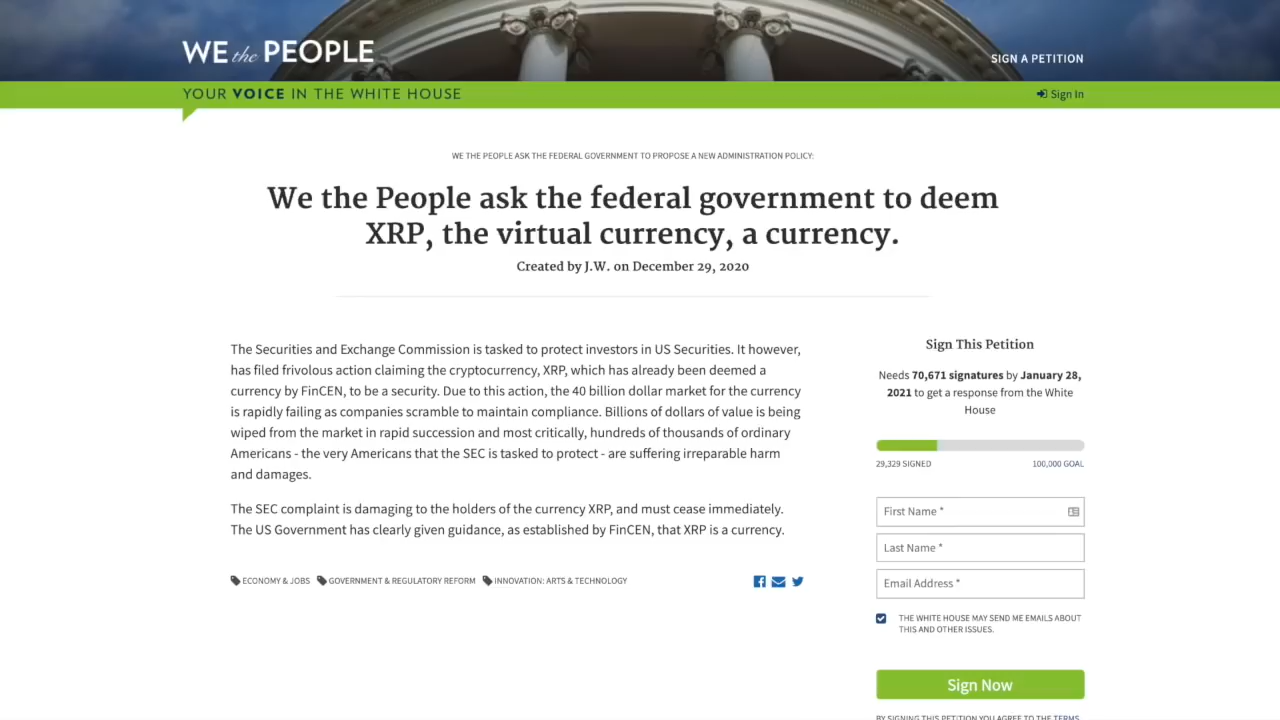 WE the PEOPLE
SIGN A PETITION
YOUR VOICE IN THE WHITE HOUSE
Sign In
WE THE PEOPLE ASK THE FEDERAL GOVERNMENT TO PROPOSE A NEW ADMINISTRATION POLICY:
We the People ask the federal government to deem
XRP, the virtual currency, a currency.
Created by J.W. on December 29, 2020
The Securities and Exchange Commission is tasked to protect investors in US Securities. It however,
has filed frivolous action claiming the cryptocurrency, XRP, which has already been deemed a
currency by FinCEN, to be a security. Due to this action, the 40 billion dollar market for the currency
is rapidly failing as companies scramble to maintain compliance. Billions of dollars of value is being
wiped from the market in rapid succession and most critically, hundreds of thousands of ordinary
Americans - the very Americans that the SEC is tasked to protect - are suffering irreparable harm
and damages.
The SEC complaint is damaging to the holders of the currency XRP, and must cease immediately.
The US Government has clearly given guidance, as established by FinCEN, that XRP is a currency.
ECONOMY & JOBS GOVERNMENT & REGULATORY REFORM INNOVATION: ARTS & TECHNOLOGY
Sign This Petition
Needs 70,671 signatures by January 28,
2021 to get a response from the White
House
29,329 SIGNED 100,000 GOAL
First Name *
Last Name *
Email Address *
THE WHITE HOUSE MAY SEND ME EMAILS ABOUT
THIS AND OTHER ISSUES.
Sign Now
BY SIGNING THIS PETITION YOU AGREE TO THE TERMS